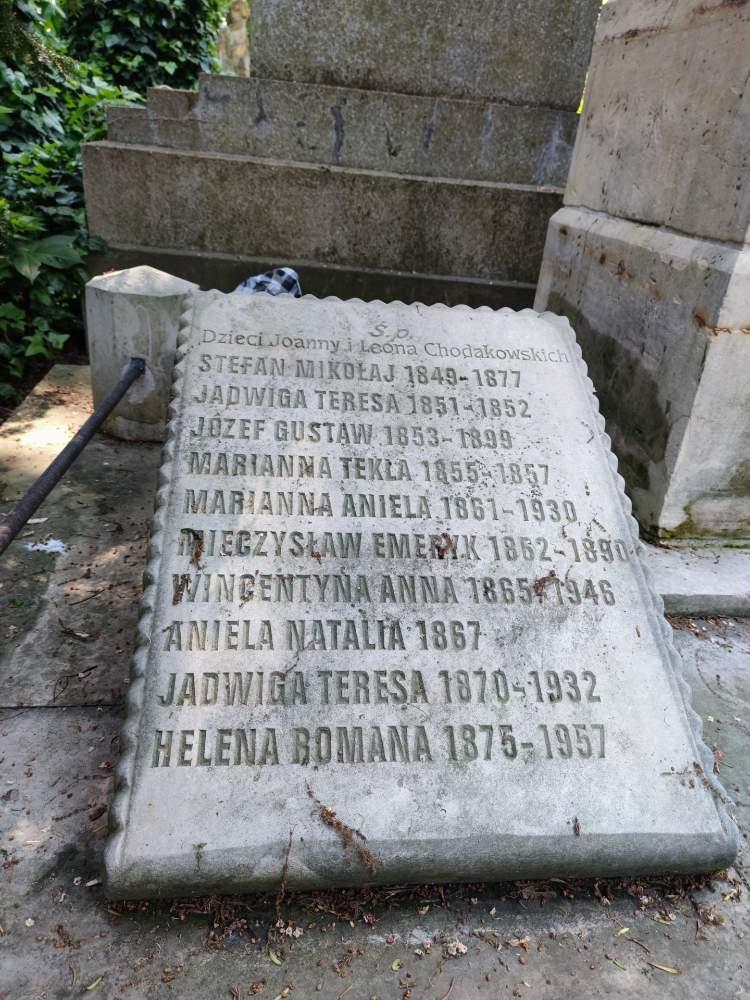 Ś.p.
Dzieci Joanny i Leona Chodakowskich
STEFAN MIKOŁAJ 1849-1877
JADWIGA TERESA 1851-1852
JÓZEF GUSTAW 1853-1899
MARIANNA TEKLA 1855-1857
MARIANNA ANIELA 1861-1930
MIECZYSŁAW EMERYK 1862-1890
WINCENTYNA ANNA 1865-1946
ANIELA NATALIA 1867
JADWIGA TERESA 1870-1932
HELENA ROMANA 1875-1957